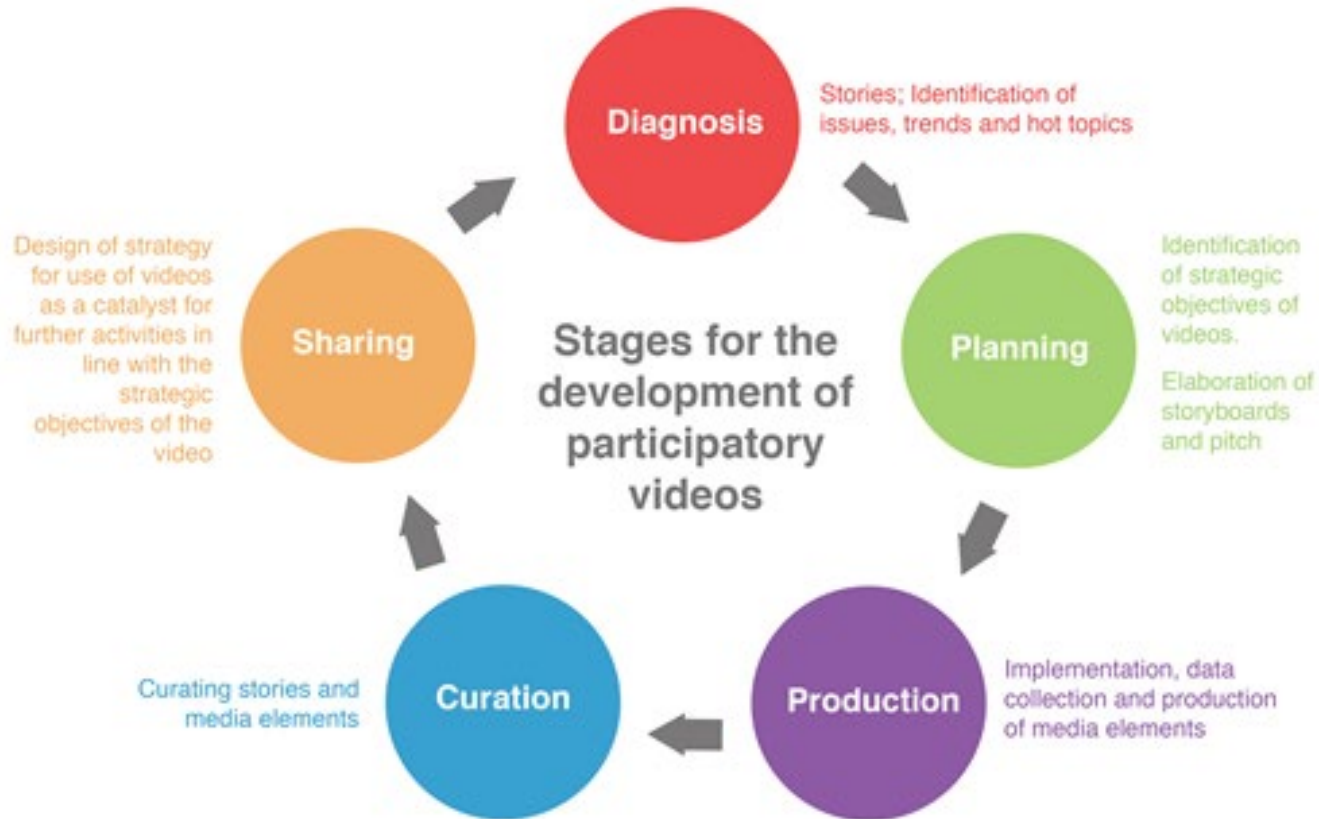 Diagnosis
Stories; Identification of
issues, trends and hot topics
Planning
Identification
of strategic
objectives of
videos.
Elaboration of
storyboards
and pitch
Production
Implementation, data
collection and production
of media elements
Curation
Curating stories and
media elements
Sharing
Design of strategy
for use of videos
as a catalyst for
further activities in
line with the
strategic
objectives of the
video
Stages for the
development of
participatory
videos